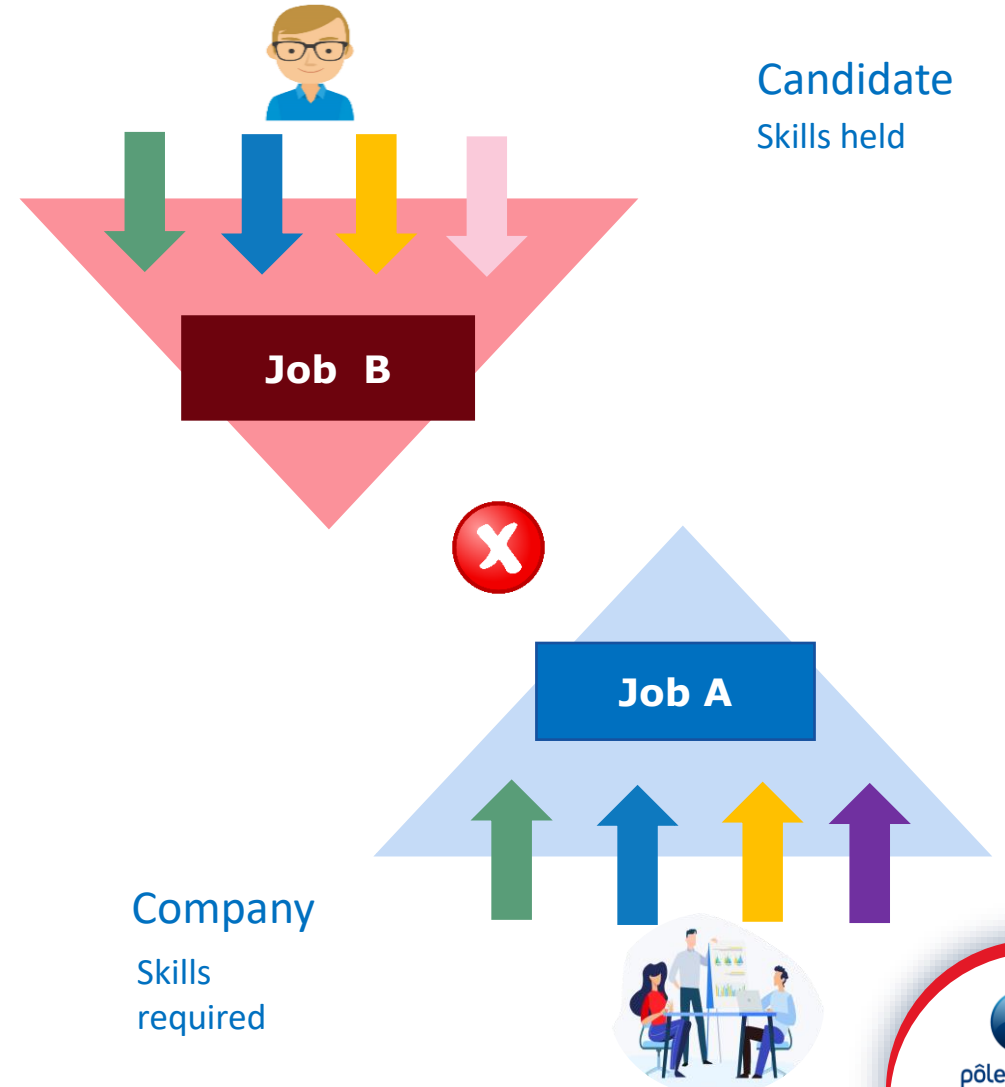 Candidate
Skills held
Job B
Job A
Company
Skills
required
pôle